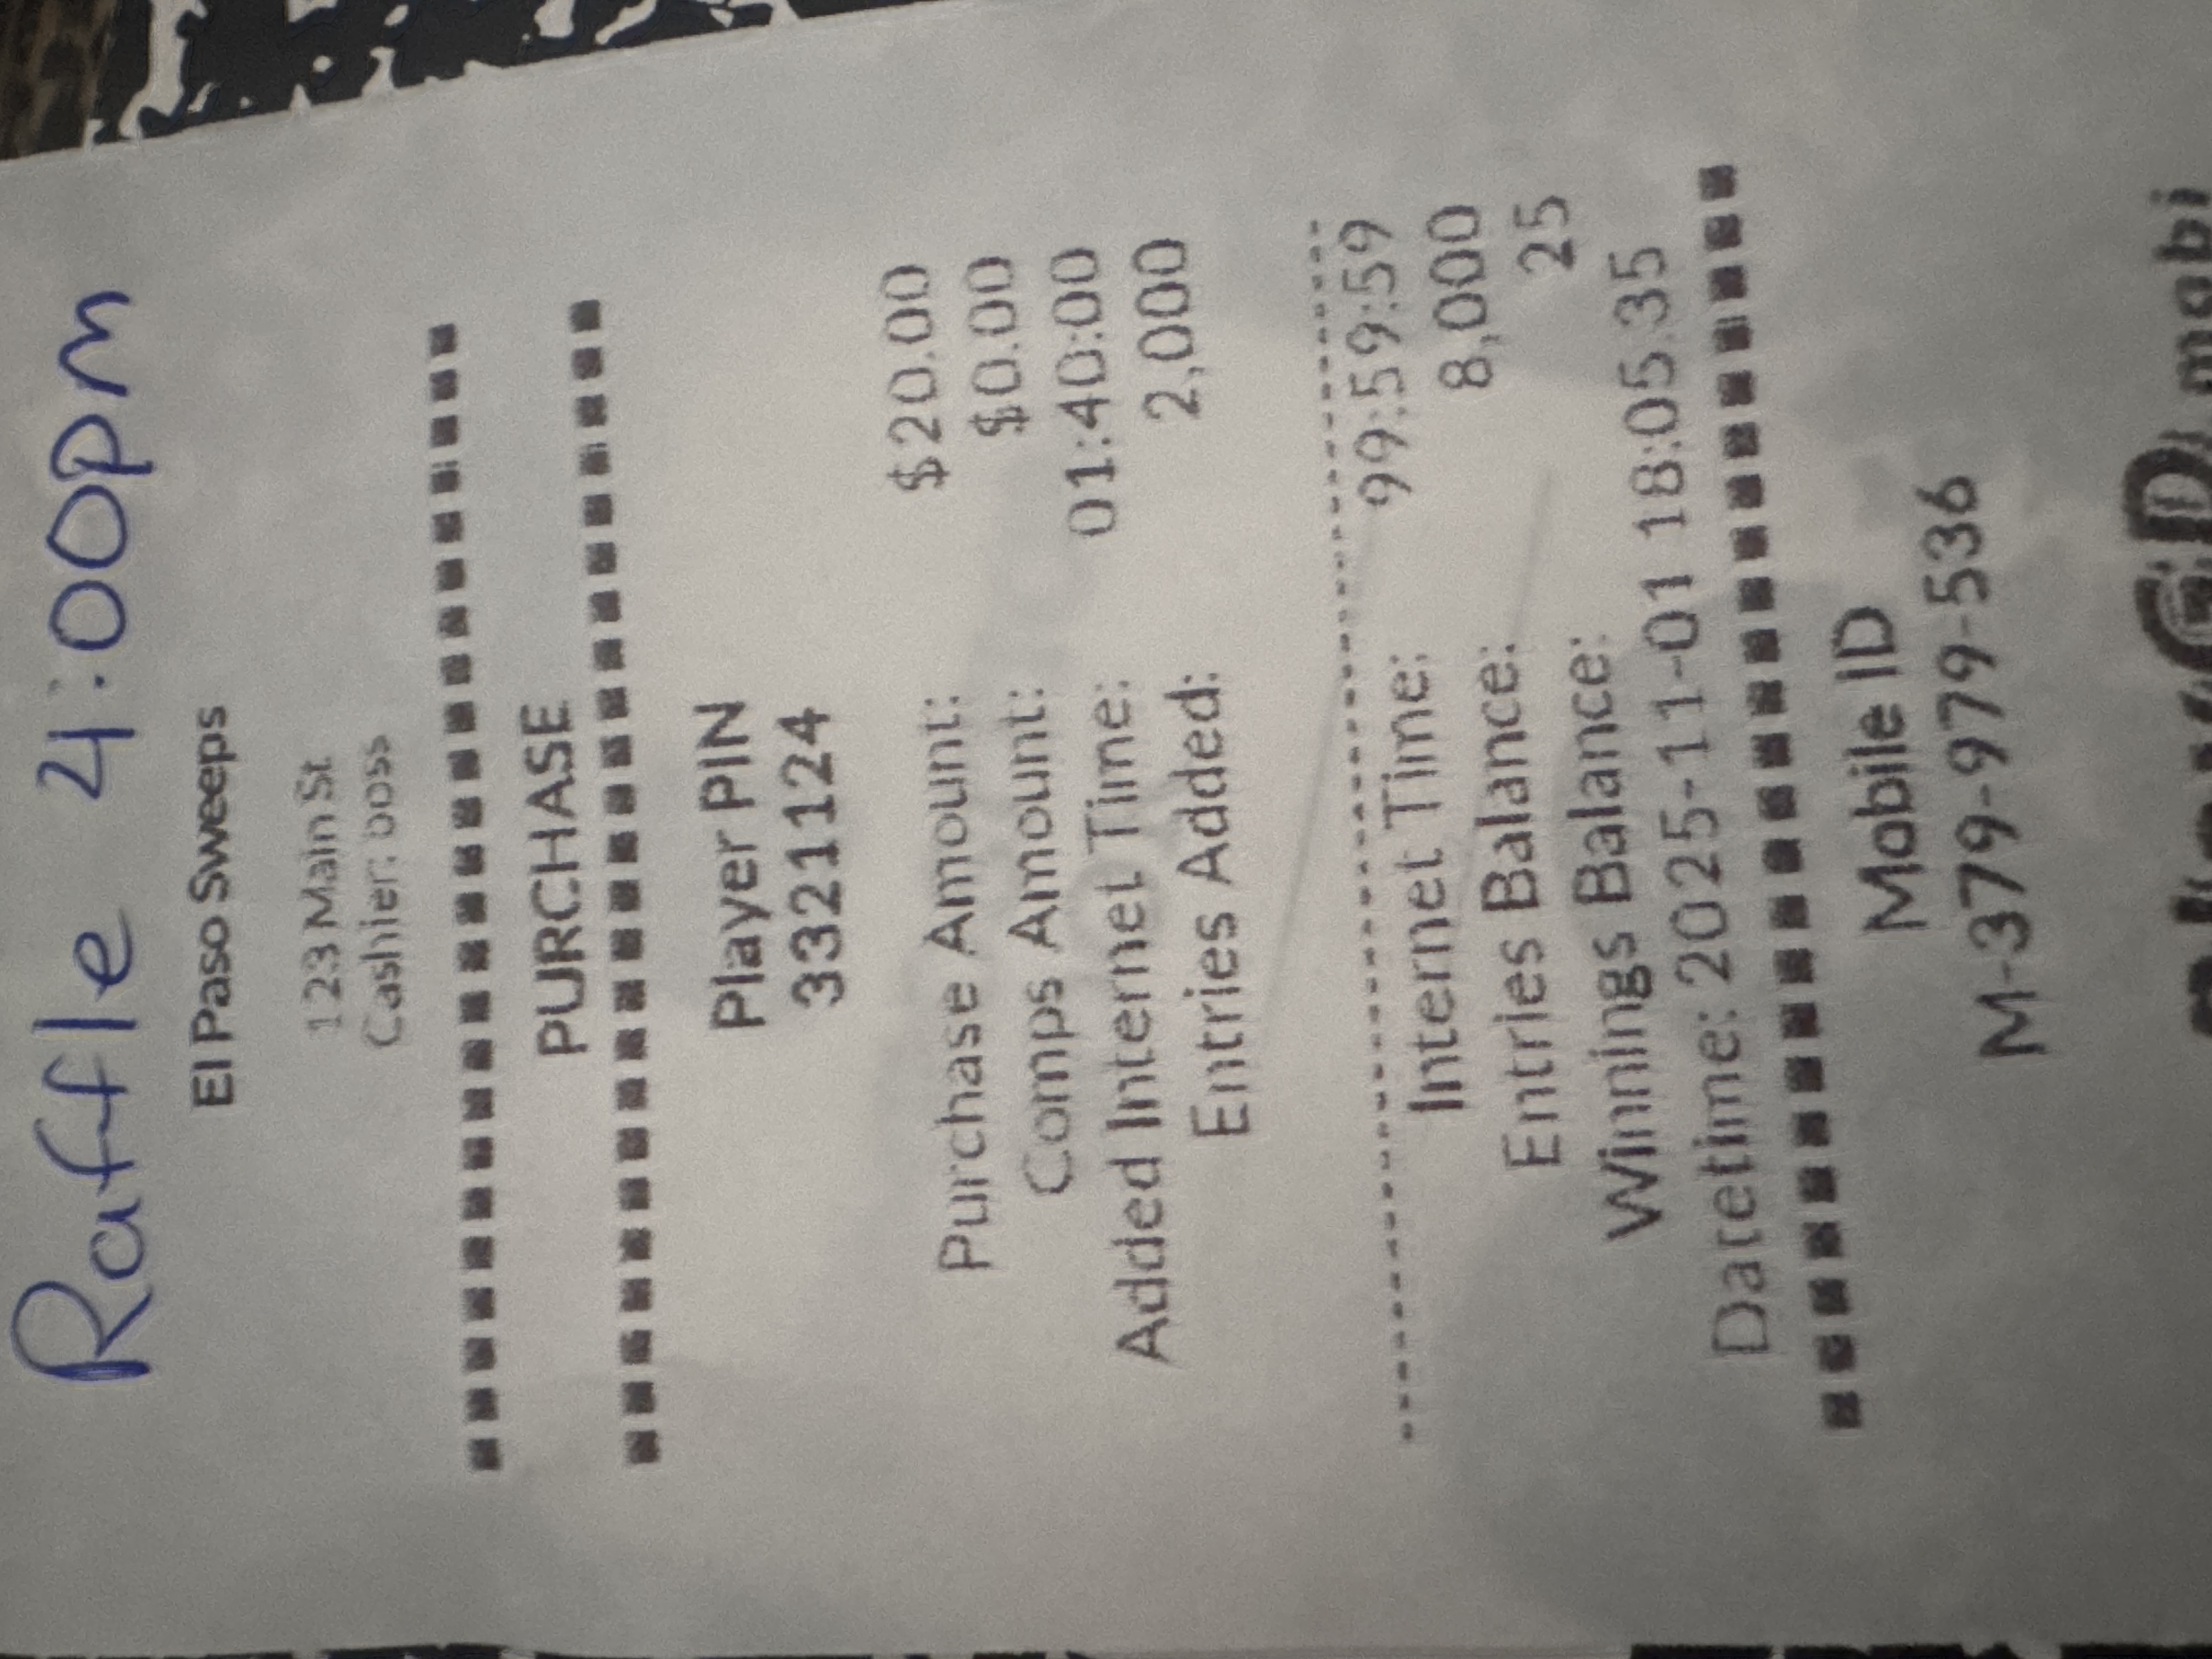 Raffle 4:00pm
El Paso Sweeps
123 Main St
Cashier: boss
PURCHASE
Player PIN
3321124
Purchase Amount: $20.00
Comps Amount: $0.00
Added Internet Time: 01:40:00
Entries Added: 2,000
Internet Time: 99:59:59
Entries Balance: 8,000
Winnings Balance: 25
Datetime: 2025-11-01 18:05:35
Mobile ID
M-379-979-536